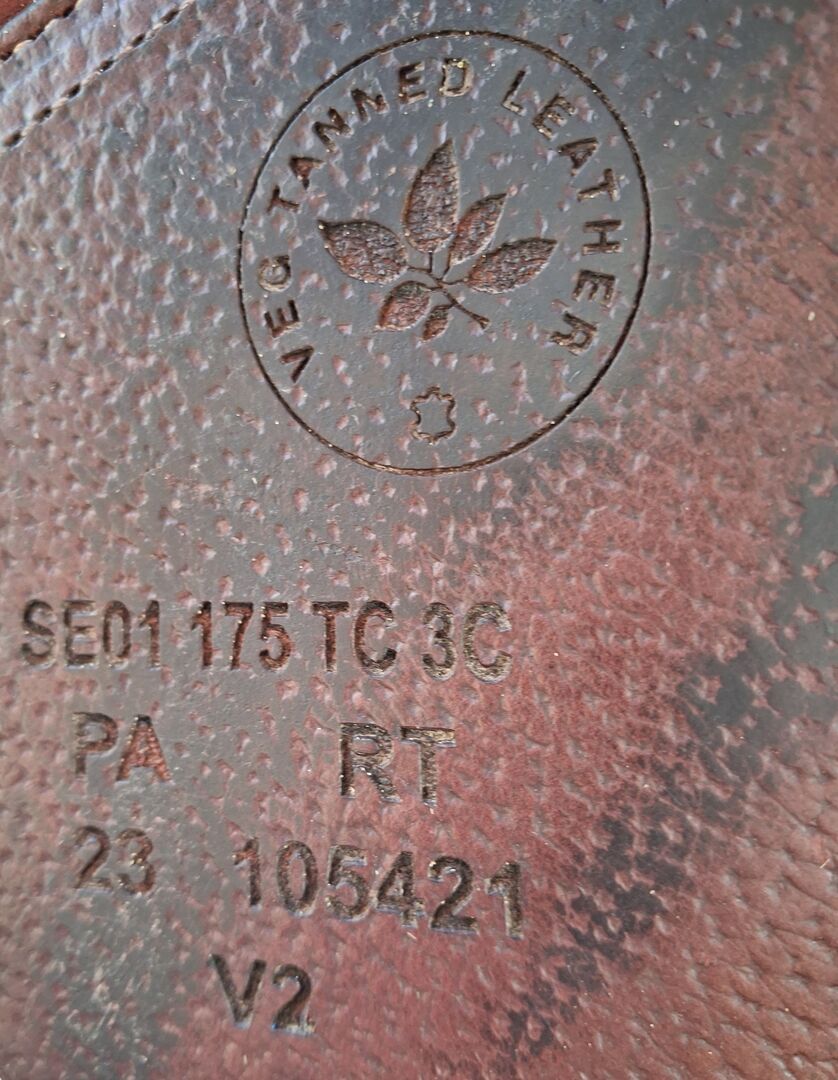 VEG TANNED LEATHER
SE01 175 TC 3C
PA RT
23 105421
V2